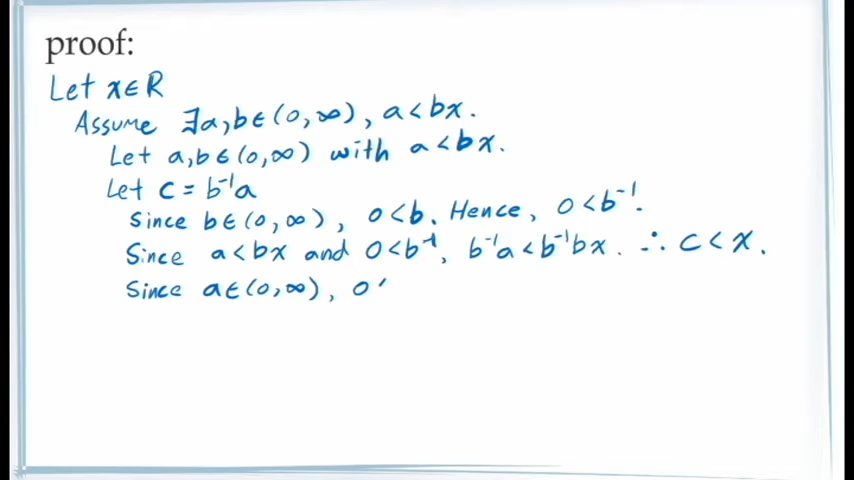 proof:
Let x∈R
Assume ∃a,b∈(0,∞), a<bx.
Let a,b∈(0,∞) with a<bx.
Let c = b⁻¹a
Since b∈(0,∞), 0<b. Hence, 0<b⁻¹.
Since a<bx and 0<b⁻¹, b⁻¹a<b⁻¹bx. ∴ c<x.
Since a∈(0,∞), 0